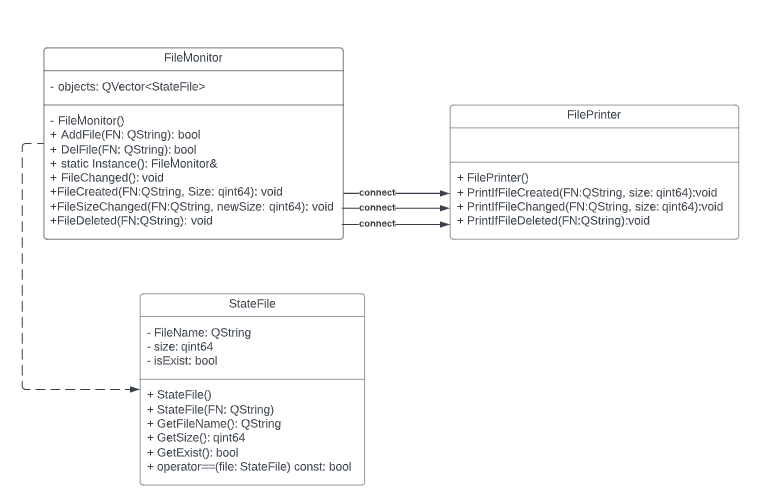 FileMonitor
- objects: QVector<StateFile>
- FileMonitor()
+ AddFile(FN: QString): bool
+ DelFile(FN: QString): bool
+ static Instance(): FileMonitor&
+ FileChanged(): void
+FileCreated(FN:QString, Size: qint64): void
+FileSizeChanged(FN:QString, newSize: qint64): void
+FileDeleted(FN:QString): void
connect
connect
connect
FilePrinter
+ FilePrinter()
+ PrintIfFileCreated(FN:QString, size: qint64):void
+ PrintIfFileChanged(FN:QString, size: qint64):void
+ PrintIfFileDeleted(FN:QString):void
StateFile
- FileName: QString
- size: qint64
- isExist: bool
+ StateFile()
+ StateFile(FN: QString)
+ GetFileName(): QString
+ GetSize(): qint64
+ GetExist(): bool
+ operator==(file: StateFile) const: bool